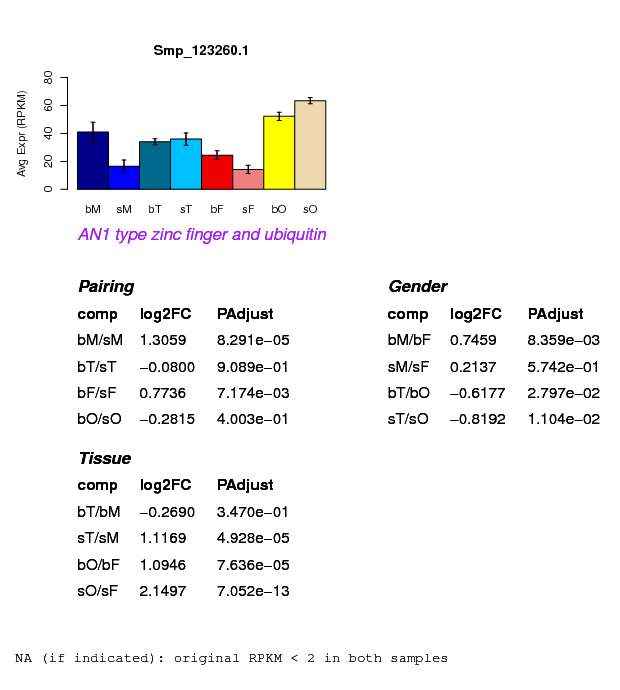 Smp_123260.1
Avg Expr (RPKM)
0 20 40 60 80
bM sM bT sT bF sF bO sO
AN1 type zinc finger and ubiquitin
Pairing
comp log2FC PAdjust
bM/sM 1.3059 8.291e−05
bT/sT −0.0800 9.089e−01
bF/sF 0.7736 7.174e−03
bO/sO −0.2815 4.003e−01
Gender
comp log2FC PAdjust
bM/bF 0.7459 8.359e−03
sM/sF 0.2137 5.742e−01
bT/bO −0.6177 2.797e−02
sT/sO −0.8192 1.104e−02
Tissue
comp log2FC PAdjust
bT/bM −0.2690 3.470e−01
sT/sM 1.1169 4.928e−05
bO/bF 1.0946 7.636e−05
sO/sF 2.1497 7.052e−13
NA (if indicated): original RPKM < 2 in both samples